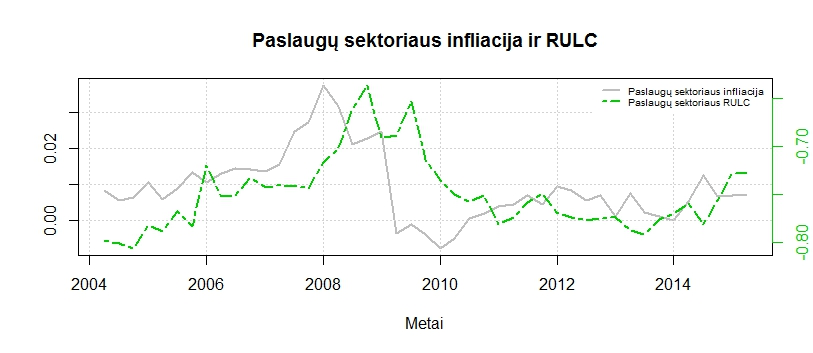 Paslaugų sektoriaus infliacija ir RULC
Paslaugų sektoriaus infliacija
Paslaugų sektoriaus RULC
0.02
0.00
-0.70
-0.80
2004 2006 2008 2010 2012 2014
Metai